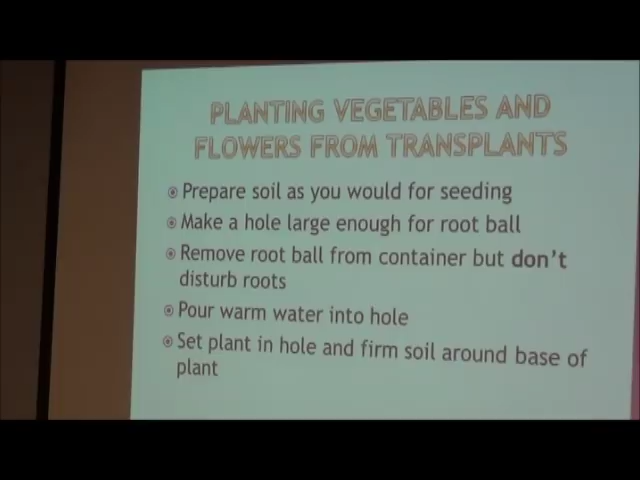 PLANTING VEGETABLES AND
FLOWERS FROM TRANSPLANTS
Prepare soil as you would for seeding
Make a hole large enough for root ball
Remove root ball from container but don't
disturb roots
Pour warm water into hole
Set plant in hole and firm soil around base of
plant